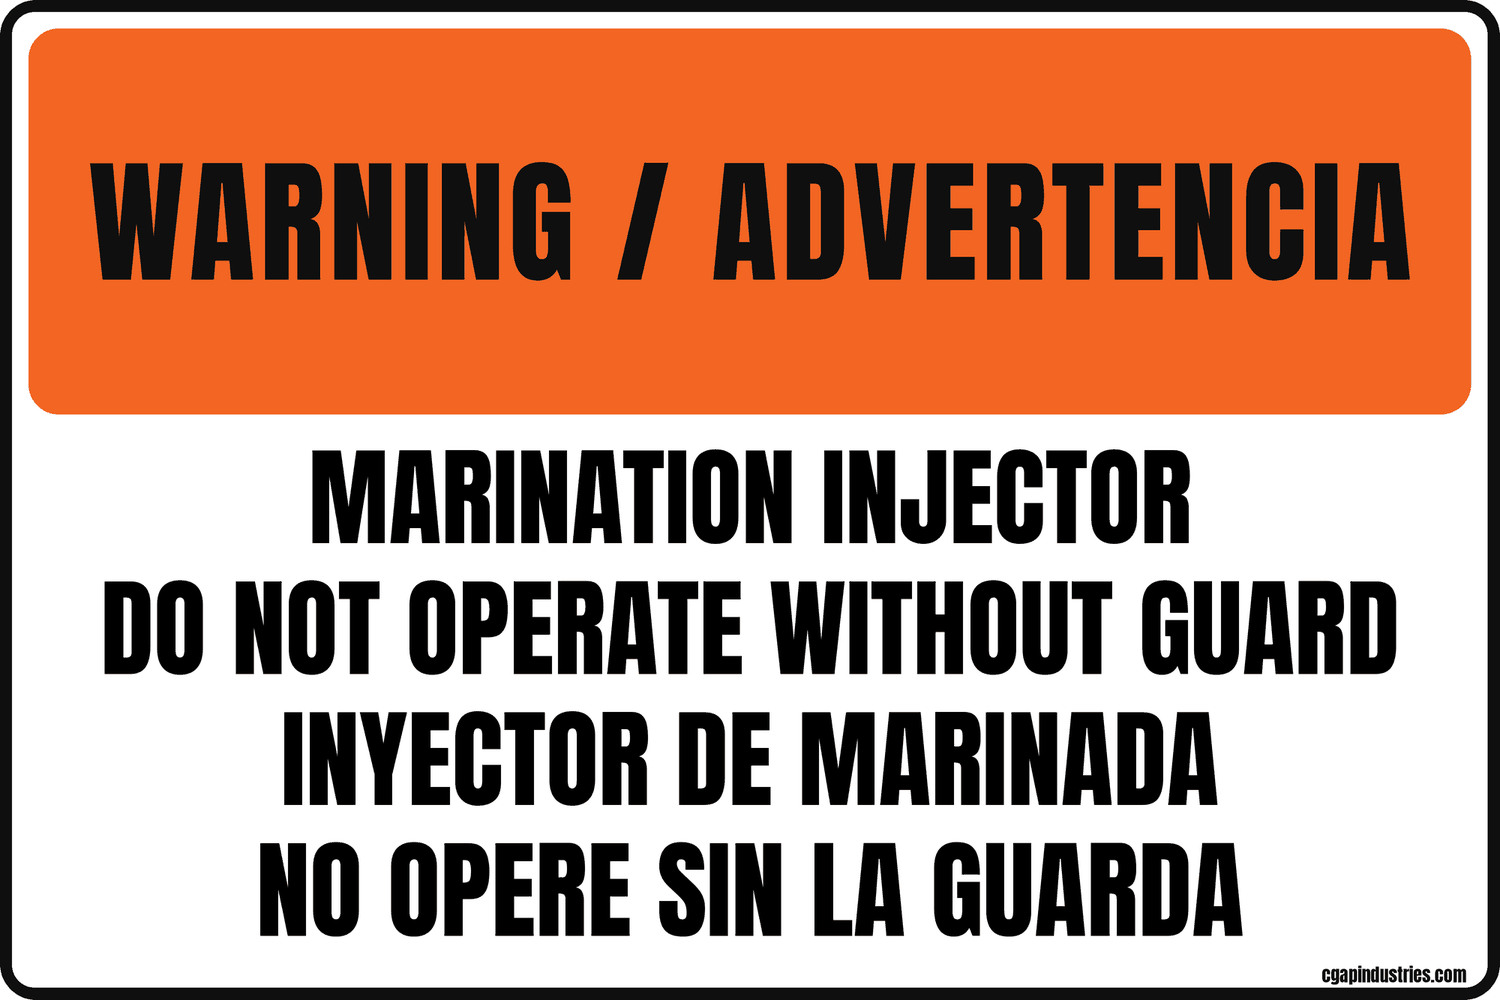 WARNING / ADVERTENCIA
MARINATION INJECTOR
DO NOT OPERATE WITHOUT GUARD
INYECTOR DE MARINADA
NO OPERE SIN LA GUARDA
cgapindustries.com